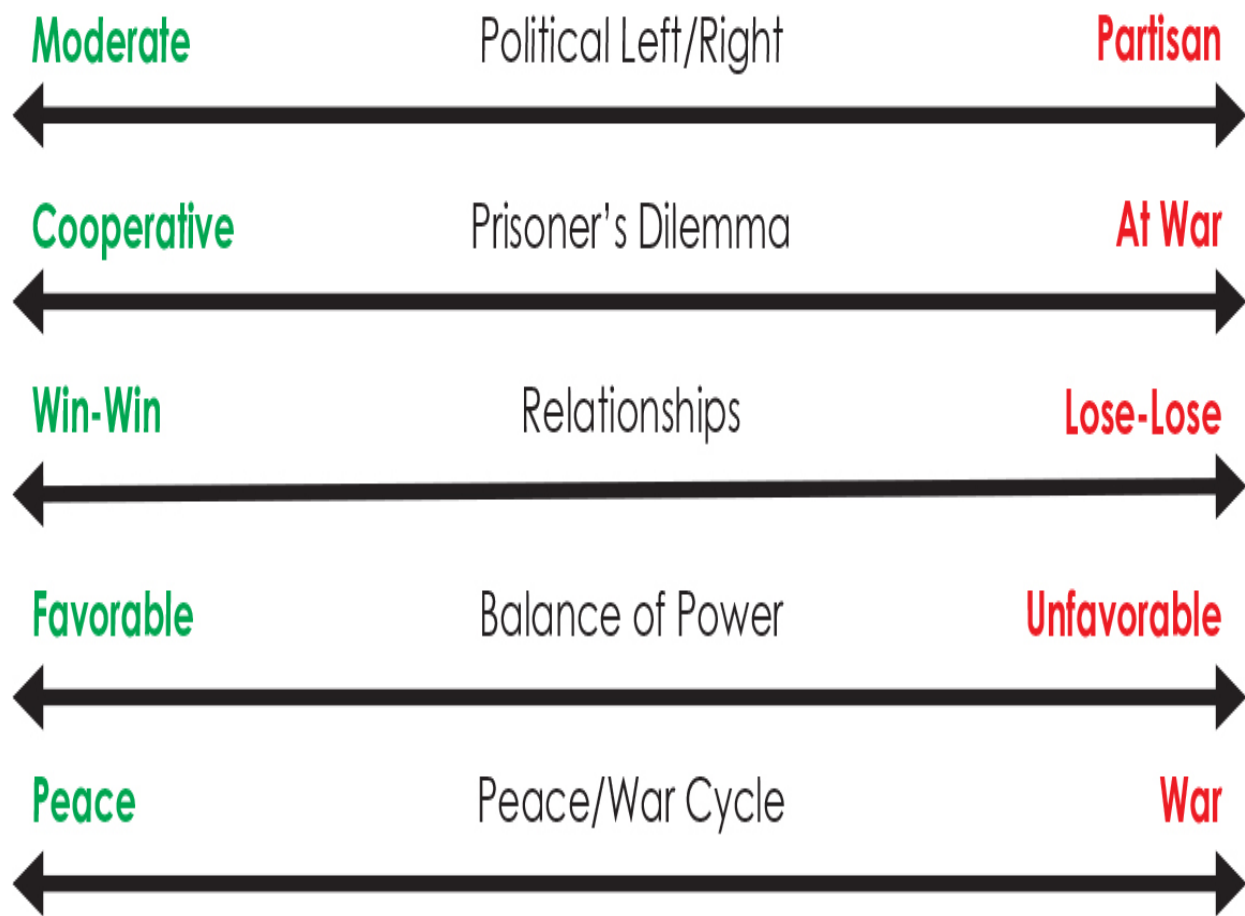 Moderate Political Left/Right Partisan
Cooperative Prisoner’s Dilemma At War
Win-Win Relationships Lose-Lose
Favorable Balance of Power Unfavorable
Peace Peace/War Cycle War